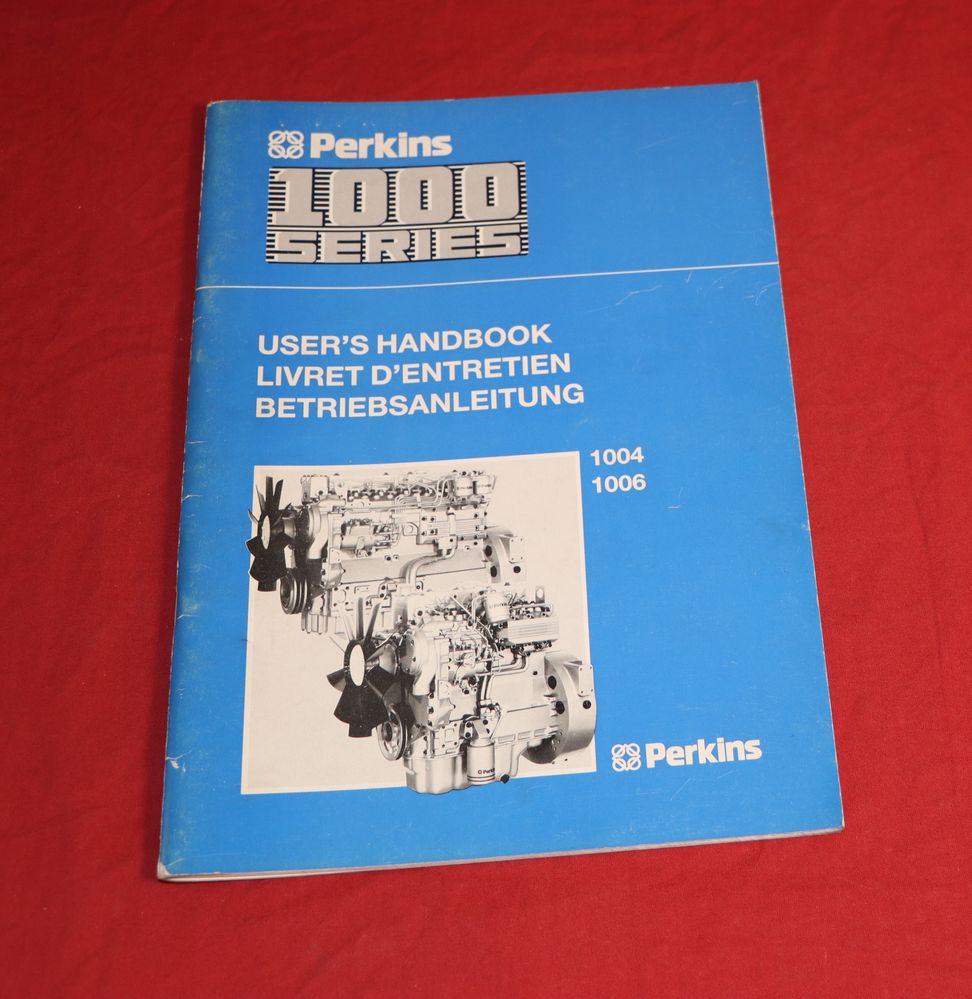 Perkins
1000
SERIES
USER'S HANDBOOK
LIVRET D'ENTRETIEN
BETRIEBSANLEITUNG
1004
1006
Perkins